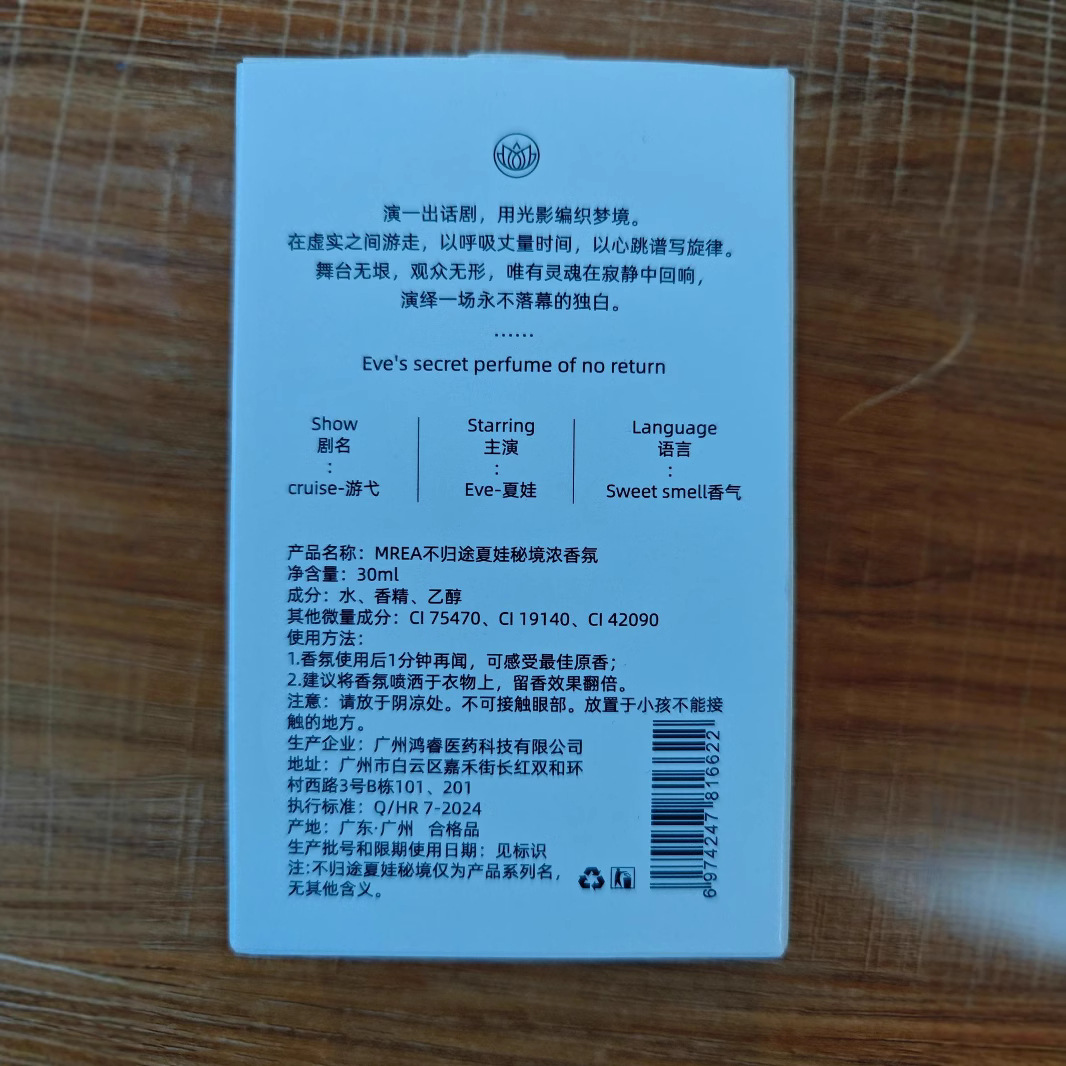 演一出话剧，用光影编织梦境。
在虚实之间游走，以呼吸丈量时间，以心跳谱写旋律。
舞台无垠，观众无形，唯有灵魂在寂静中回响，
演绎一场永不落幕的独白。
......
Eve's secret perfume of no return
Show
剧名
:
cruise-游弋
Starring
主演
:
Eve-夏娃
Language
语言
:
Sweet smell香气
产品名称：MREA不归途夏娃秘境浓香氛
净含量：30ml
成分：水、香精、乙醇
其他微量成分：CI 75470、CI 19140、CI 42090
使用方法：
1.香氛使用后1分钟再闻，可感受最佳原香；
2.建议将香氛喷洒于衣物上，留香效果翻倍。
注意：请放于阴凉处。不可接触眼部。放置于小孩不能接
触的地方。
生产企业：广州鸿睿医药科技有限公司
地址：广州市白云区嘉禾街长红双和环
村西路3号B栋101、201
执行标准：Q/HR 7-2024
产地：广东·广州 合格品
生产批号和限期使用日期：见标识
注:不归途夏娃秘境仅为产品系列名，
无其他含义。
6974247816622